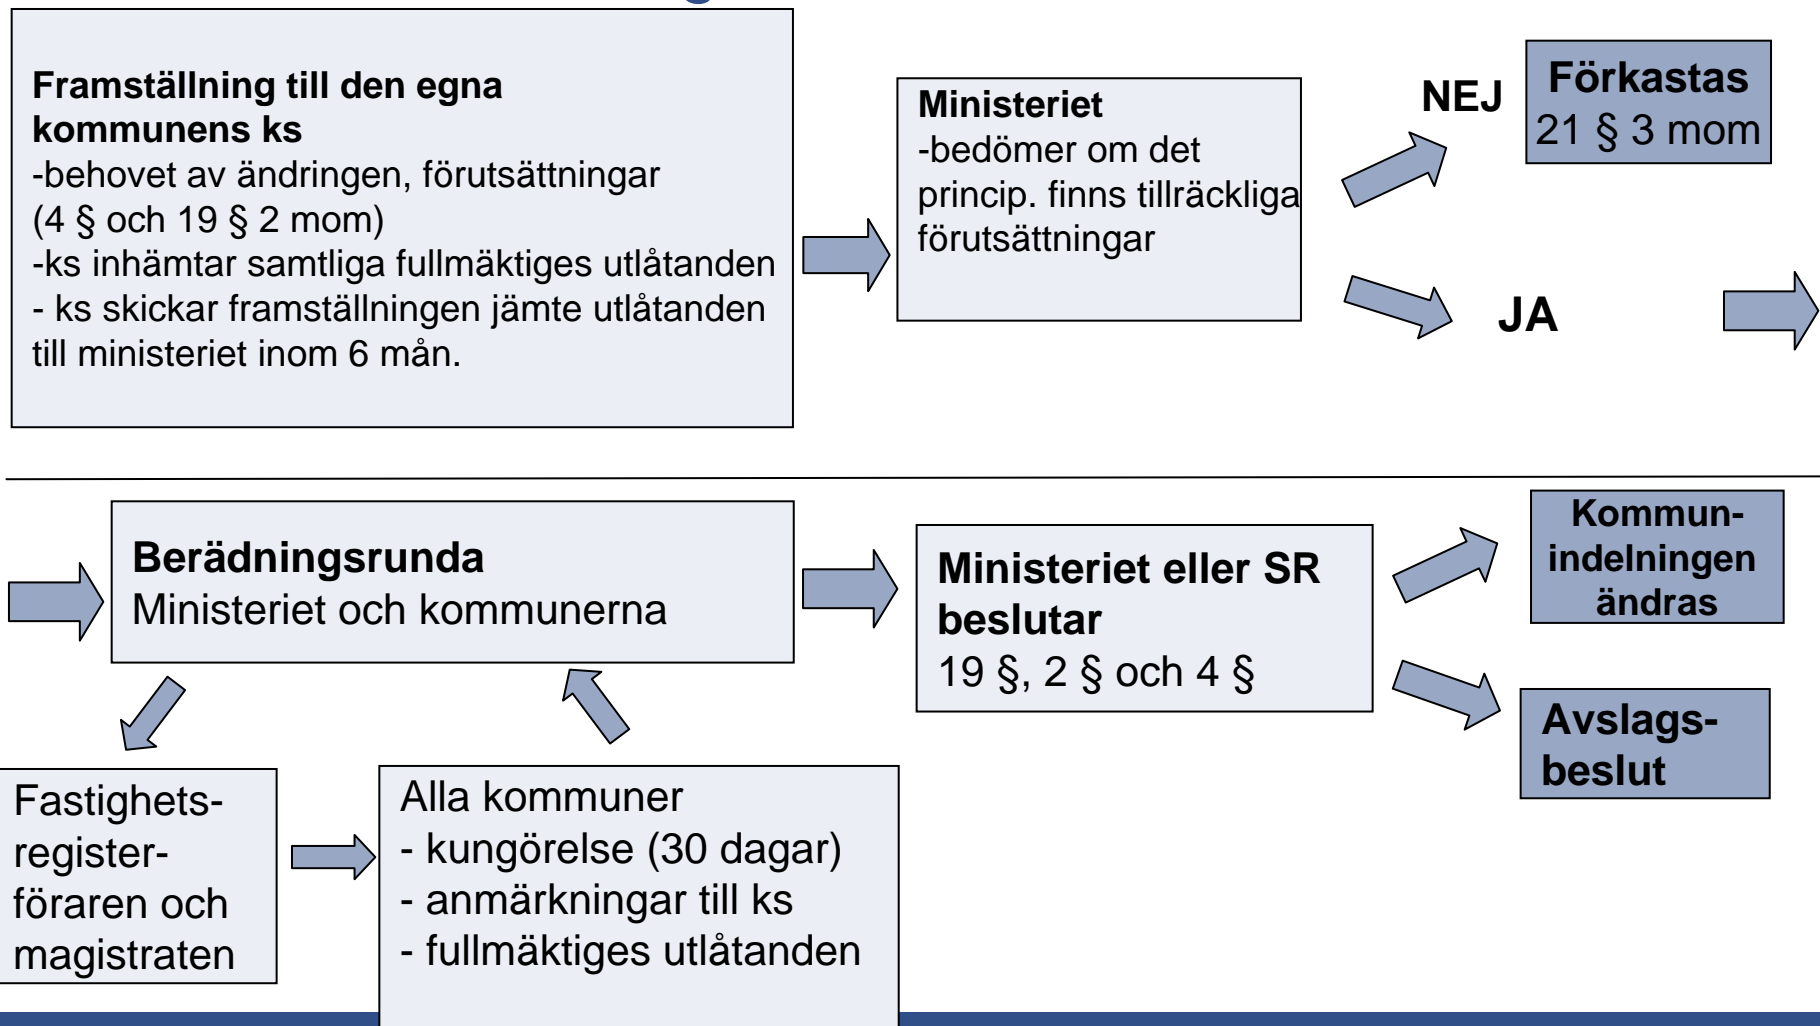 Framställning till den egna
kommunens ks
-behovet av ändringen, förutsättningar
(4 § och 19 § 2 mom)
-ks inhämtar samtliga fullmäktiges utlåtanden
- ks skickar framställningen jämte utlåtanden
till ministeriet inom 6 mån.
Ministeriet
-bedömer om det
princip. finns tillräckliga
förutsättningar
NEJ
Förkastas
21 § 3 mom
JA
Berädningsrunda
Ministeriet och kommunerna
Ministeriet eller SR
beslutar
19 §, 2 § och 4 §
Kommun-
indelningen
ändras
Avslags-
beslut
Fastighets-
register-
föraren och
magistraten
Alla kommuner
- kungörelse (30 dagar)
- anmärkningar till ks
- fullmäktiges utlåtanden